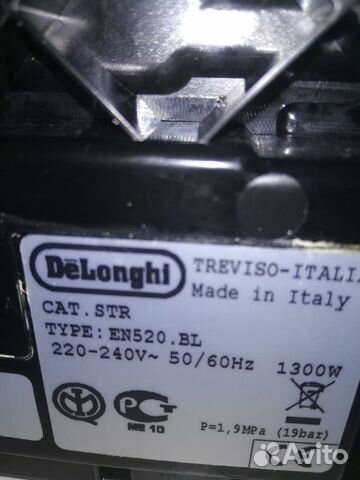 DeLonghi
TREVISO-ITALI
Made in Italy
CAT.STR
TYPE:EN520.BL
220-240V~ 50/60Hz 1300W
ME 10
P=1,9MPa (19bar)
Avito